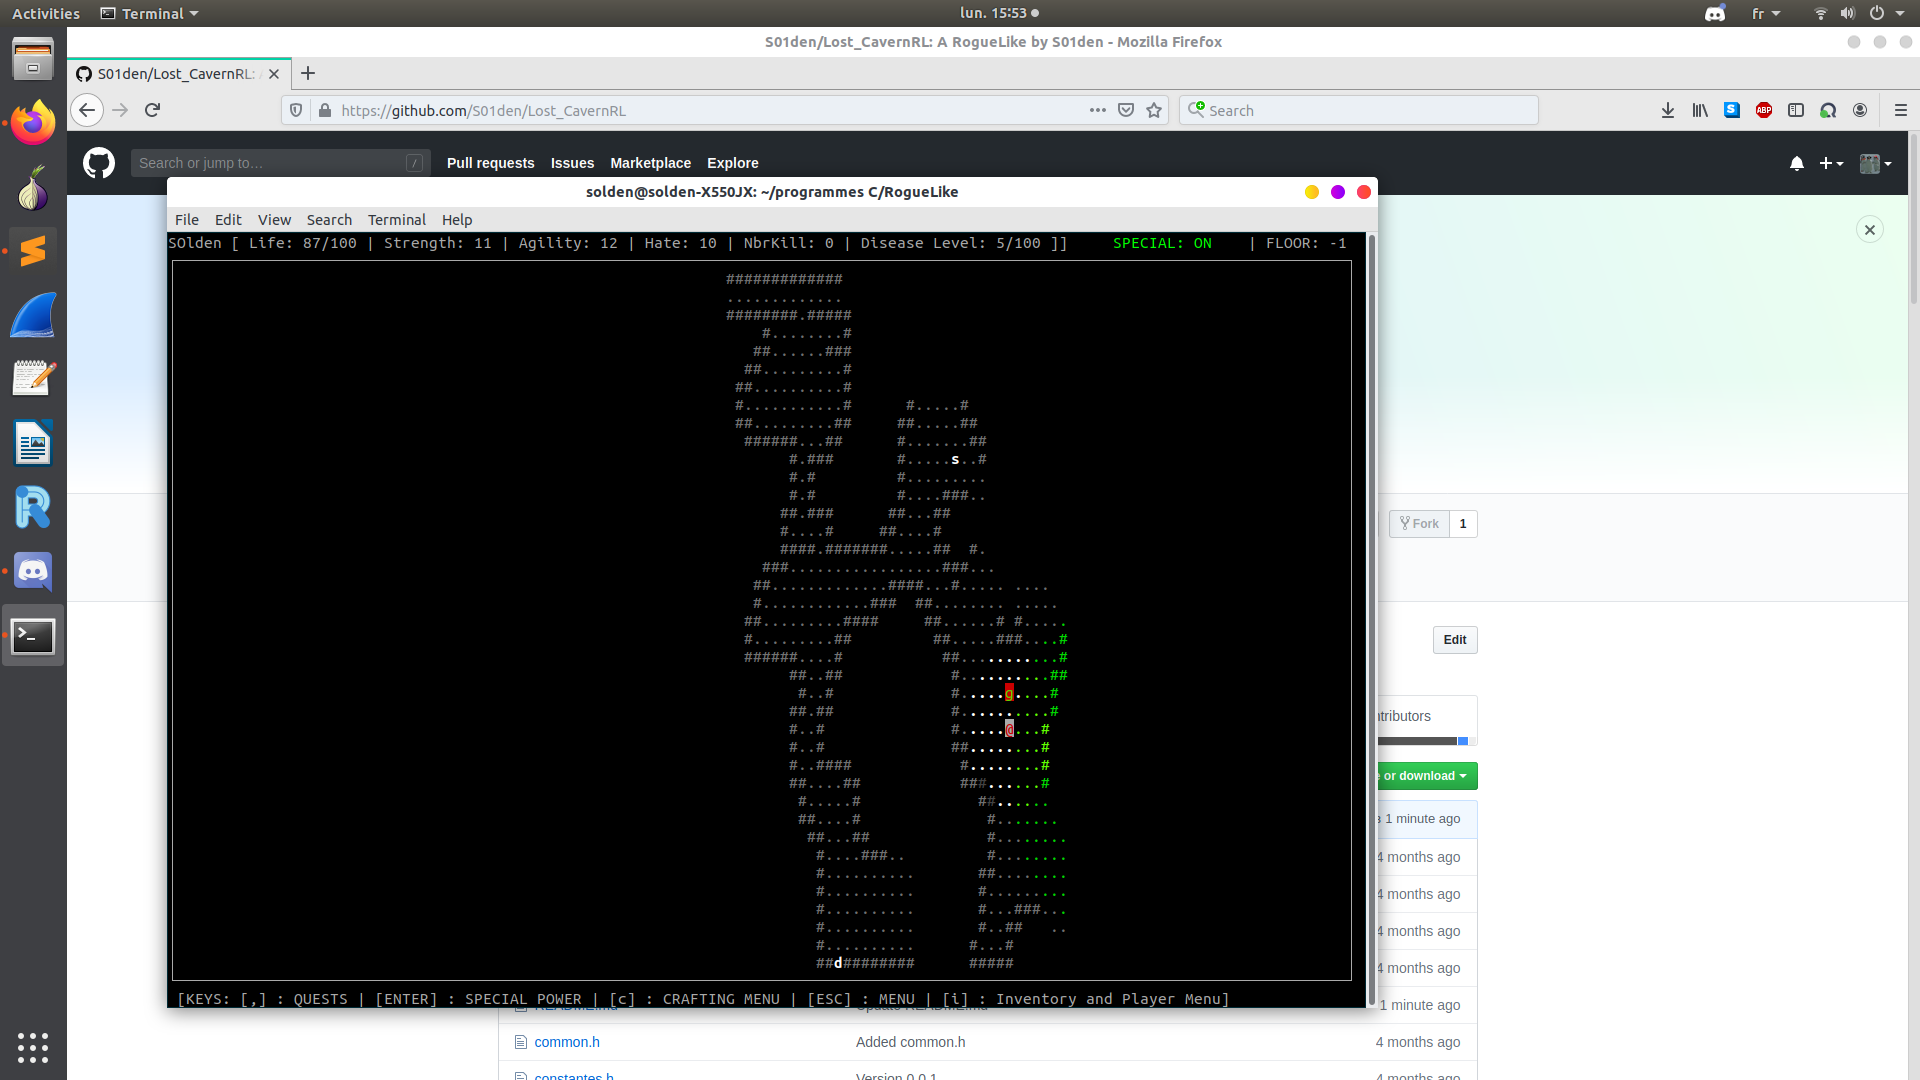 Activities Terminal lun. 15:53 fr
S01den/Lost_CavernRL: A RogueLike by S01den - Mozilla Firefox
S01den/Lost_CavernRL: A
https://github.com/S01den/Lost_CavernRL Search ABP
Search or jump to… / Pull requests Issues Marketplace Explore
solden@solden-X550JX: ~/programmes C/RogueLike
File Edit View Search Terminal Help
SOlden [ Life: 87/100 | Strength: 11 | Agility: 12 | Hate: 10 | NbrKill: 0 | Disease Level: 5/100 ]] SPECIAL: ON | FLOOR: -1
#############
.............
########.#####
#........#
##......###
##.........#
##..........#
#...........# #.....#
##.........## ##.....##
######...## #.......##
#.### #.....s..#
#.# #.........
#.# #....###..
##.### ##...##
#....# ##....#
####.#######.....## #.
###.................###...
##.............####...#..... ....
#............### ##........ .....
##.........#### ##......# #.....
#.........## ##.....###....#
######....# ##...........#
##..## #..........##
#..# #.....g....#
##.## #..........#
#..# #.....@...#
#..# ##........#
#..#### #........#
##....## ###......#
#.....# ##......
##....# #.......
##...## #........
#....###.. #........
#.......... ##........
#.......... #.........
#.......... #...###...
#.......... #..## ..
#.......... #...#
##d######## #####
[KEYS: [,] : QUESTS | [ENTER] : SPECIAL POWER | [c] : CRAFTING MENU | [ESC] : MENU | [i] : Inventory and Player Menu]
Fork 1
Edit
or download
1 minute ago
4 months ago
4 months ago
4 months ago
4 months ago
1 minute ago
common.h Added common.h 4 months ago
constantes.h Version 0.0.1 4 months ago